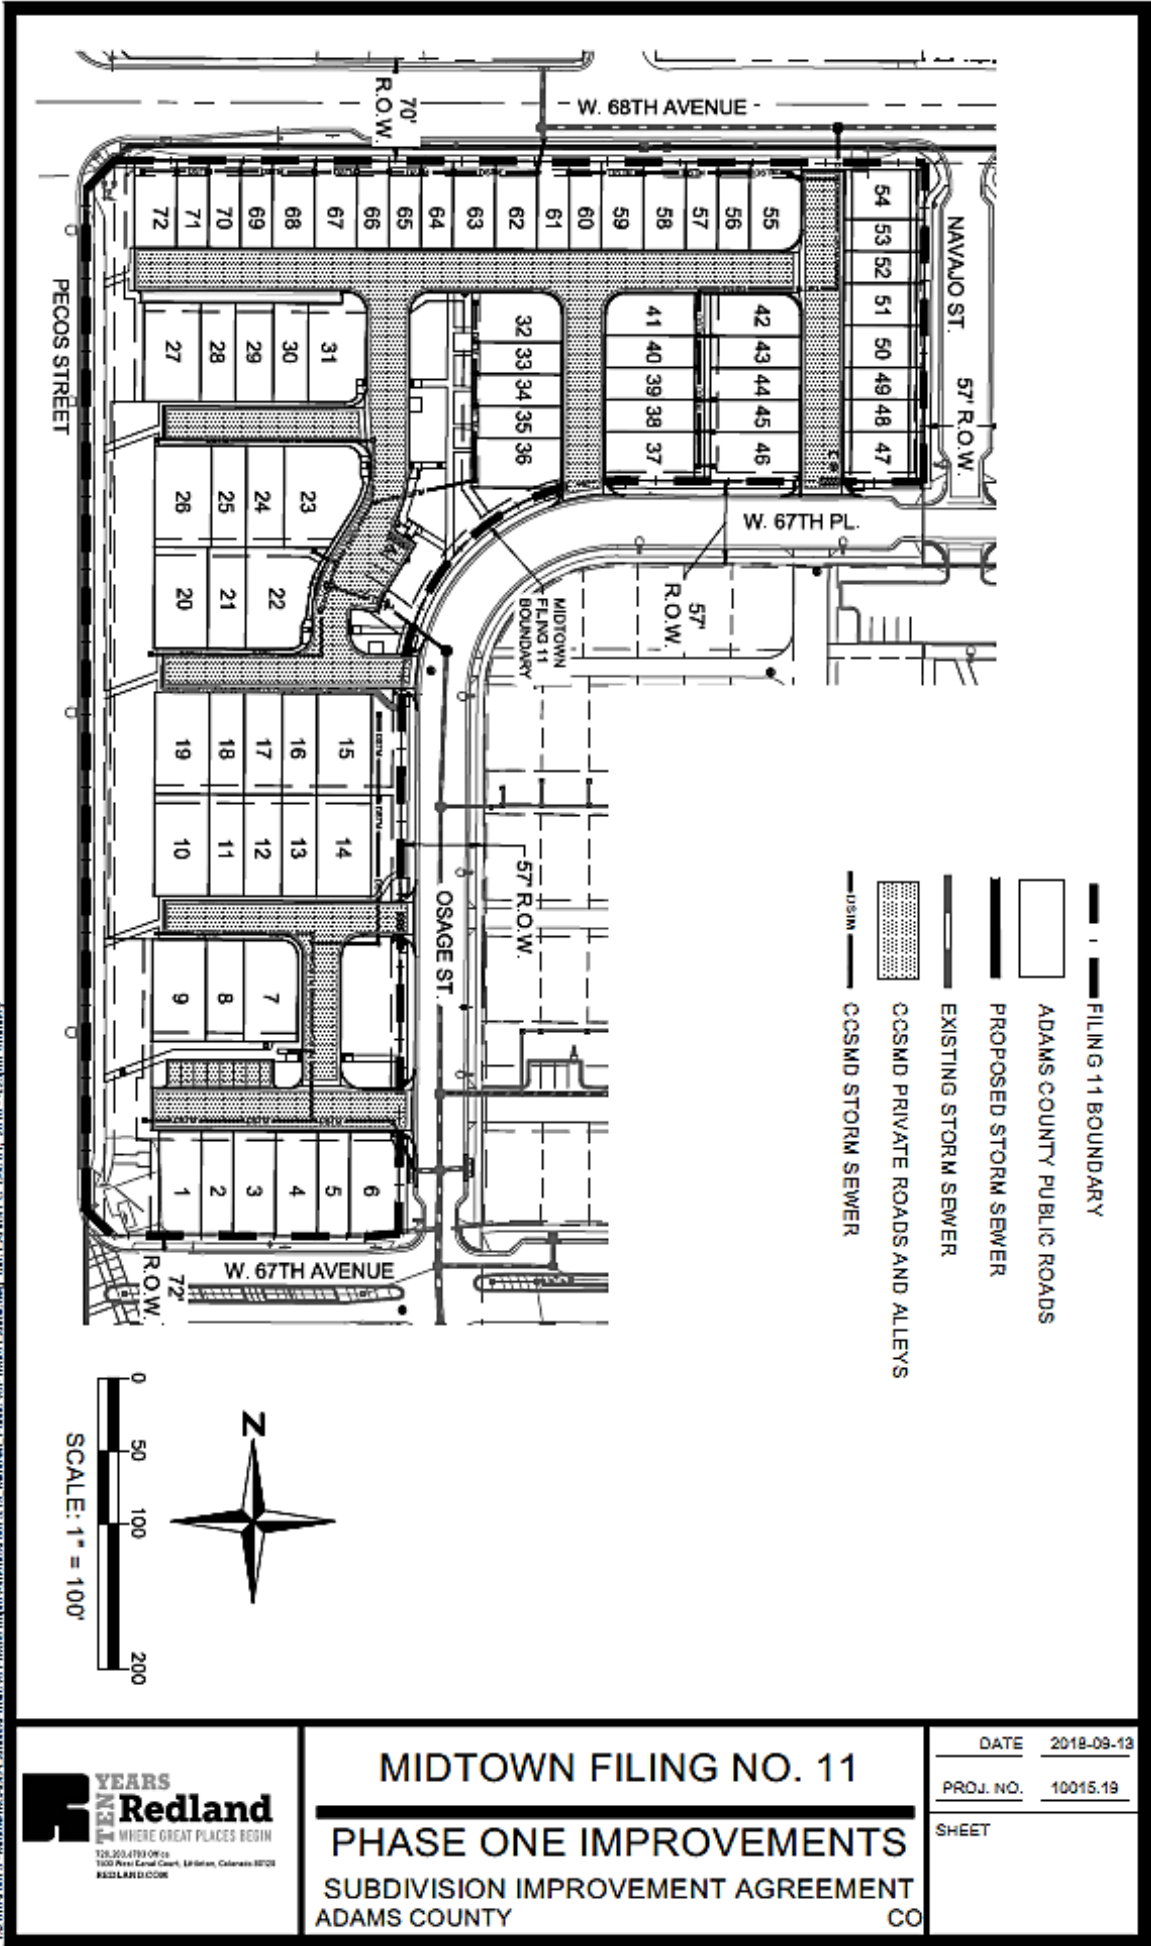 W. 68TH AVENUE
70'
R.O.W.
72
71
70
69
68
67
66
65
64
63
62
61
60
59
58
57
56
55
54
53
52
51
50
49
48
47
NAVAJO ST.
57' R.O.W.
PECOS STREET
27
28
29
30
31
32
33
34
35
36
41
40
39
38
37
42
43
44
45
46
26
25
24
23
20
21
22
W. 67TH PL.
57'
R.O.W.
MIDTOWN
FILING 11
BOUNDARY
19
18
17
16
15
10
11
12
13
14
57' R.O.W.
OSAGE ST.
9
8
7
1
2
3
4
5
6
W. 67TH AVENUE
72'
R.O.W.
FILING 11 BOUNDARY
ADAMS COUNTY PUBLIC ROADS
PROPOSED STORM SEWER
EXISTING STORM SEWER
CCSMD PRIVATE ROADS AND ALLEYS
CCSMD STORM SEWER
N
0 50 100 200
SCALE: 1" = 100'
TEN YEARS
Redland
WHERE GREAT PLACES BEGIN
REDLAND.COM
MIDTOWN FILING NO. 11
PHASE ONE IMPROVEMENTS
SUBDIVISION IMPROVEMENT AGREEMENT
ADAMS COUNTY CO
DATE 2018-09-13
PROJ. NO. 10015.19
SHEET